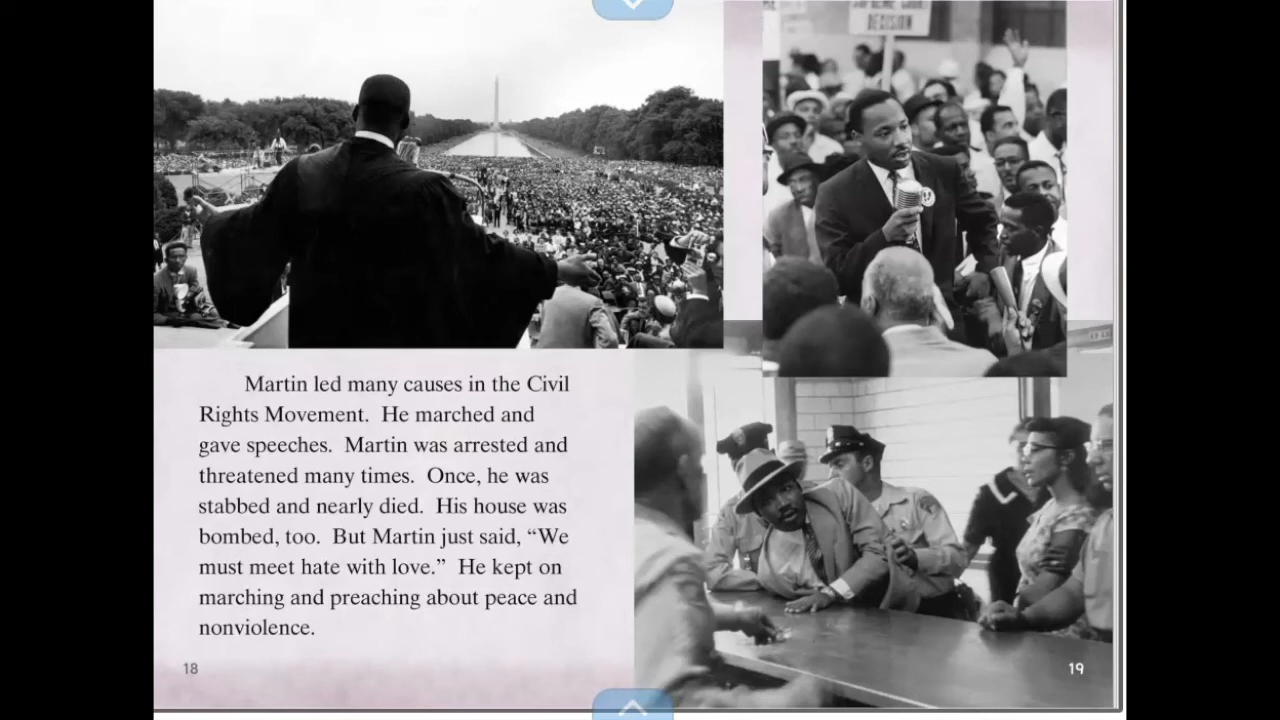 DECISION
Martin led many causes in the Civil
Rights Movement.  He marched and
gave speeches.  Martin was arrested and
threatened many times.  Once, he was
stabbed and nearly died.  His house was
bombed, too.  But Martin just said, “We
must meet hate with love.”  He kept on
marching and preaching about peace and
nonviolence.
18
19